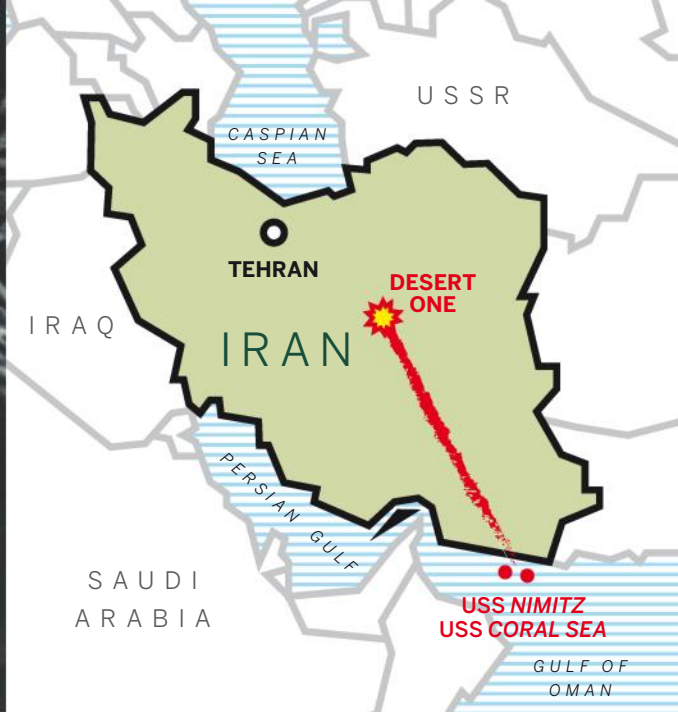 USSR
CASPIAN
SEA
TEHRAN
DESERT
ONE
IRAQ
IRAN
PERSIAN GULF
SAUDI
ARABIA
USS NIMITZ
USS CORAL SEA
GULF OF
OMAN